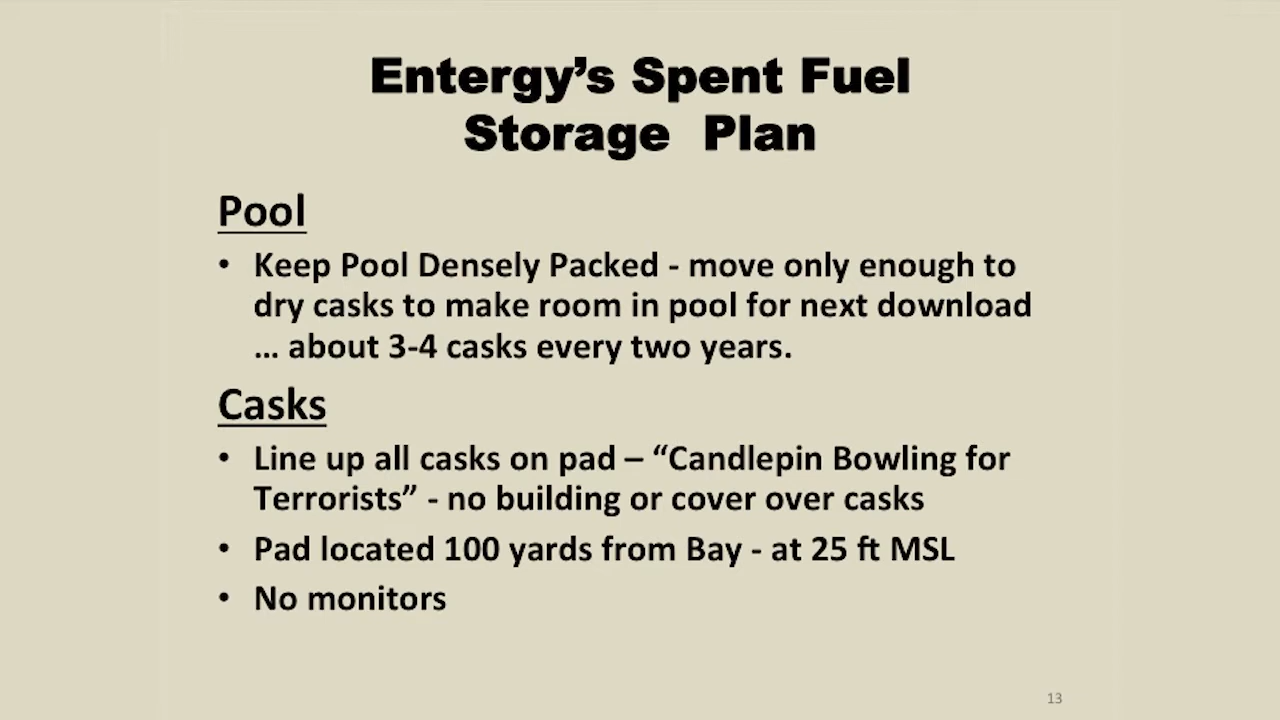 Entergy’s Spent Fuel
Storage Plan
Pool
• Keep Pool Densely Packed - move only enough to
dry casks to make room in pool for next download
... about 3-4 casks every two years.
Casks
• Line up all casks on pad – “Candlepin Bowling for
Terrorists” - no building or cover over casks
• Pad located 100 yards from Bay - at 25 ft MSL
• No monitors
13